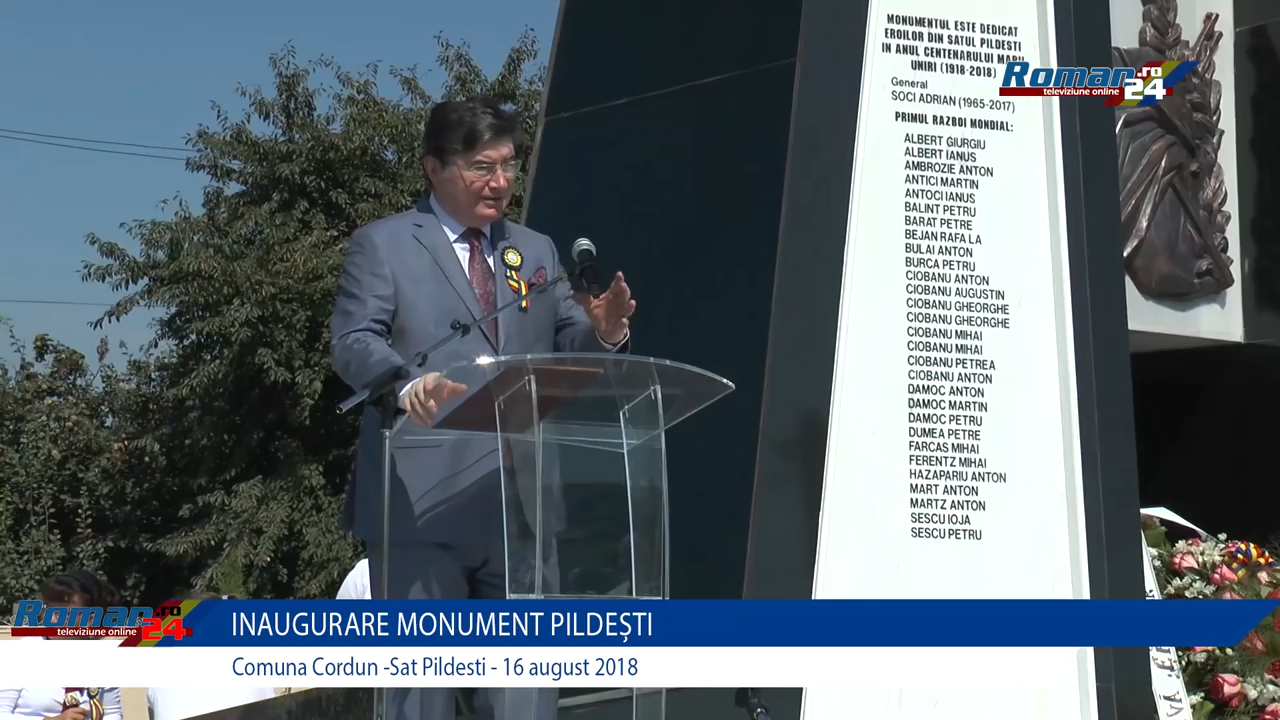 MONUMENTUL ESTE DEDICAT
EROILOR DIN SATUL PILDESTI
IN ANUL CENTENARULUI MARII
UNIRI (1918-2018)
General
SOCI ADRIAN (1965-2017)
PRIMUL RAZBOI MONDIAL:
ALBERT GIURGIU
ALBERT IANUS
AMBROZIE ANTON
ANTICI MARTIN
ANTOCI IANUS
BALINT PETRU
BARAT PETRE
BEJAN RAFA LA
BULAI ANTON
BURCA PETRU
CIOBANU ANTON
CIOBANU AUGUSTIN
CIOBANU GHEORGHE
CIOBANU GHEORGHE
CIOBANU MIHAI
CIOBANU MIHAI
CIOBANU PETREA
CIOBANU ANTON
DAMOC ANTON
DAMOC MARTIN
DAMOC PETRU
DUMEA PETRE
FARCAS MIHAI
FERENTZ MIHAI
HAZAPARIU ANTON
MART ANTON
MARTZ ANTON
SESCU IOJA
SESCU PETRU
Roman.ro
televiziune online 24
Roman.ro
televiziune online 24
INAUGURARE MONUMENT PILDEȘTI
Comuna Cordun -Sat Pildesti - 16 august 2018